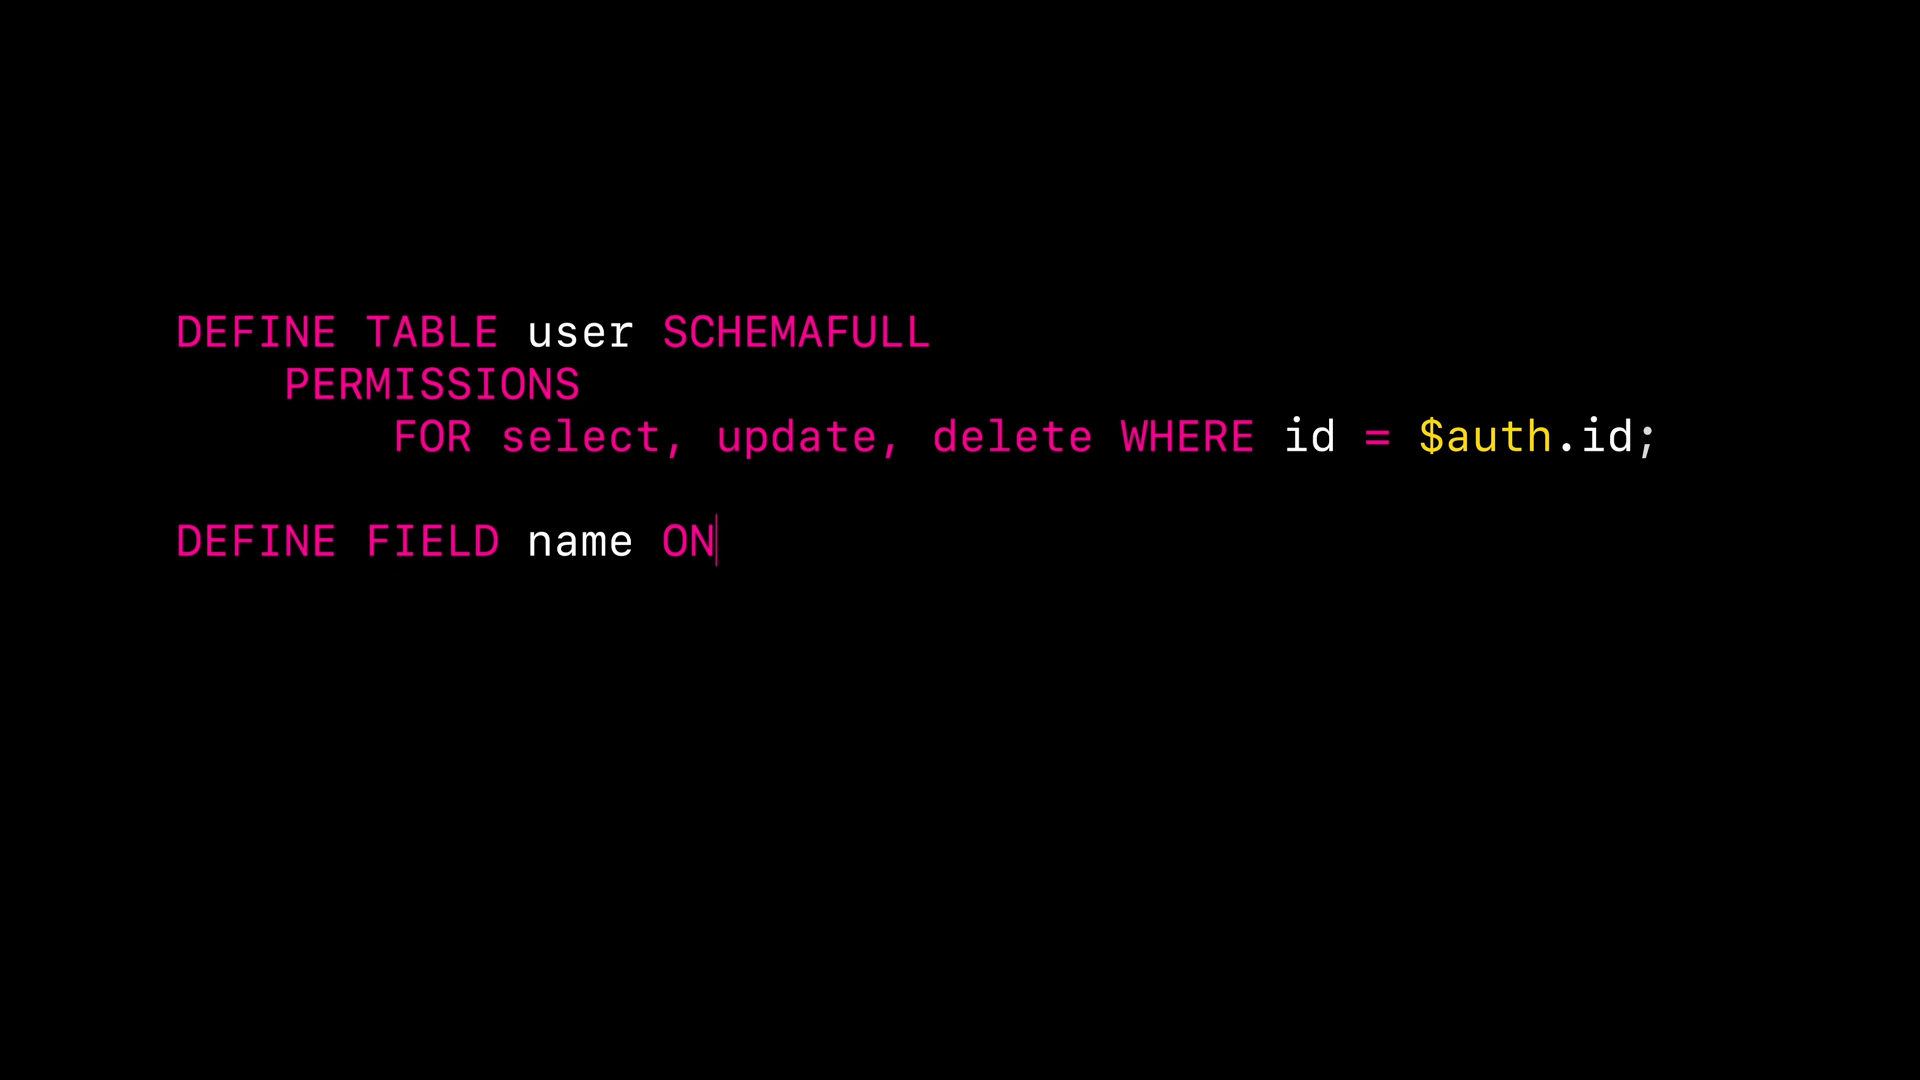 DEFINE TABLE user SCHEMAFULL
PERMISSIONS
FOR select, update, delete WHERE id = $auth.id;
DEFINE FIELD name ON